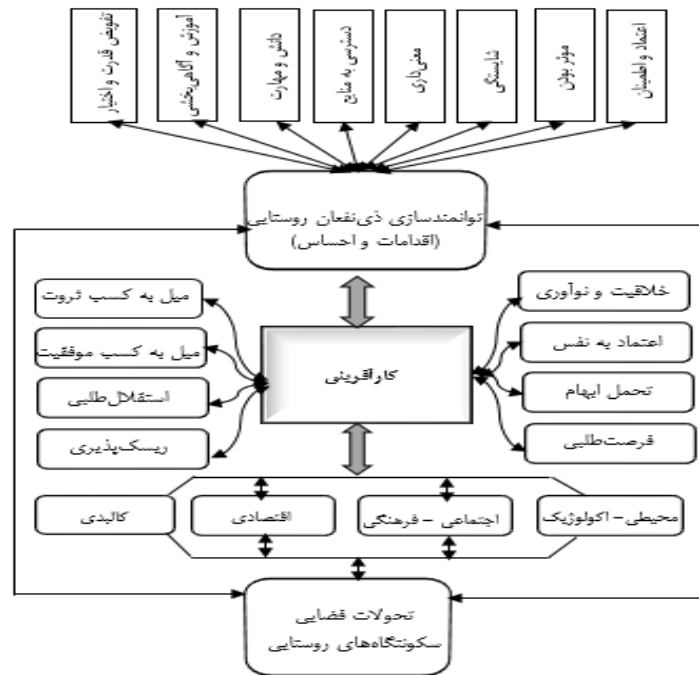 اعتماد و اطمینان
موثر بودن
شایستگی
معنی‌داری
دسترسی به منابع
دانش و مهارت
آموزش و آگاهی‌بخشی
تفویض قدرت و اختیار
توانمندسازی ذی‌نفعان روستایی
(اقدامات و احساس)
خلاقیت و نوآوری
اعتماد به نفس
تحمل ابهام
فرصت‌طلبی
کارآفرینی
میل به کسب ثروت
میل به کسب موفقیت
استقلال‌طلبی
ریسک‌پذیری
محیطی- اکولوژیک
اجتماعی - فرهنگی
اقتصادی
کالبدی
تحولات فضایی
سکونتگاه‌های روستایی